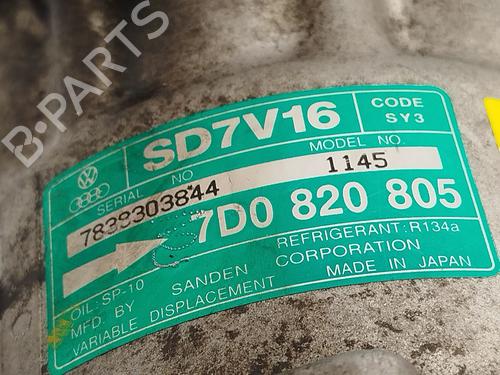 B-PARTS
SD7V16
CODE
SY3
SERIAL NO
MODEL NO.
7839303844
1145
7D0 820 805
REFRIGERANT: R134a
OIL: SP-10
MFD. BY SANDEN CORPORATION
VARIABLE DISPLACEMENT
MADE IN JAPAN